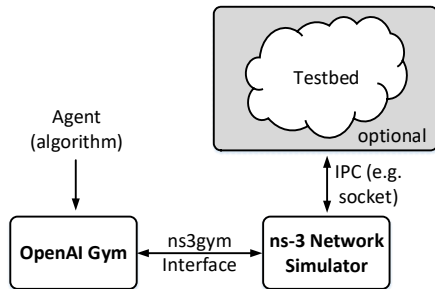 Testbed
optional
Agent
(algorithm)
IPC (e.g.
socket)
OpenAI Gym
ns3gym
Interface
ns-3 Network
Simulator